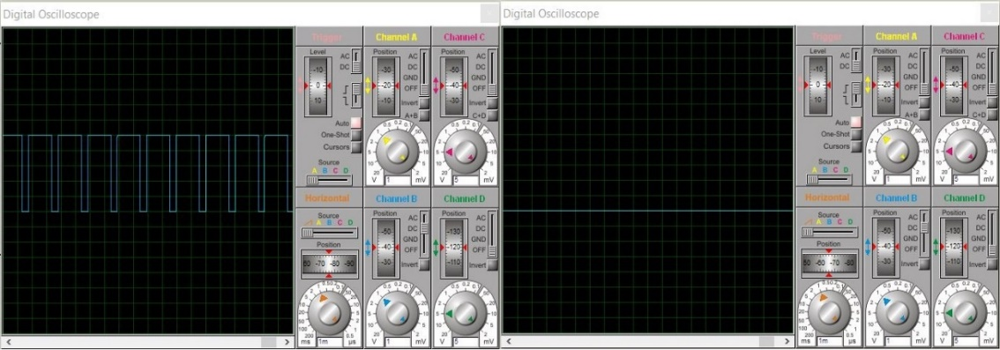 Digital Oscilloscope
Trigger
Level
-10
0
10
AC
DC
Auto
One-Shot
Cursors
Source
A B C D
Channel A
Position
-30
-20
-10
AC
DC
GND
OFF
Invert
A+B
V 1 mV
Channel C
Position
-50
-40
-30
AC
DC
GND
OFF
Invert
C+D
V 5 mV
Horizontal
Source
A B C D
Position
60 -70 -80 -90
ms 1m µs
Channel B
Position
-50
-40
-30
AC
DC
GND
OFF
Invert
V 1 mV
Channel D
Position
-130
-120
-110
AC
DC
GND
OFF
Invert
V 5 mV
Digital Oscilloscope
Trigger
Level
-10
0
10
AC
DC
Auto
One-Shot
Cursors
Source
A B C D
Channel A
Position
-30
-20
-10
AC
DC
GND
OFF
Invert
A+B
V 1 mV
Channel C
Position
-50
-40
-30
AC
DC
GND
OFF
Invert
C+D
V 5 mV
Horizontal
Source
A B C D
Position
50 -60 -70 -80
ms 1m µs
Channel B
Position
-50
-40
-30
AC
DC
GND
OFF
Invert
V 1 mV
Channel D
Position
-130
-120
-110
AC
DC
GND
OFF
Invert
V 5 mV